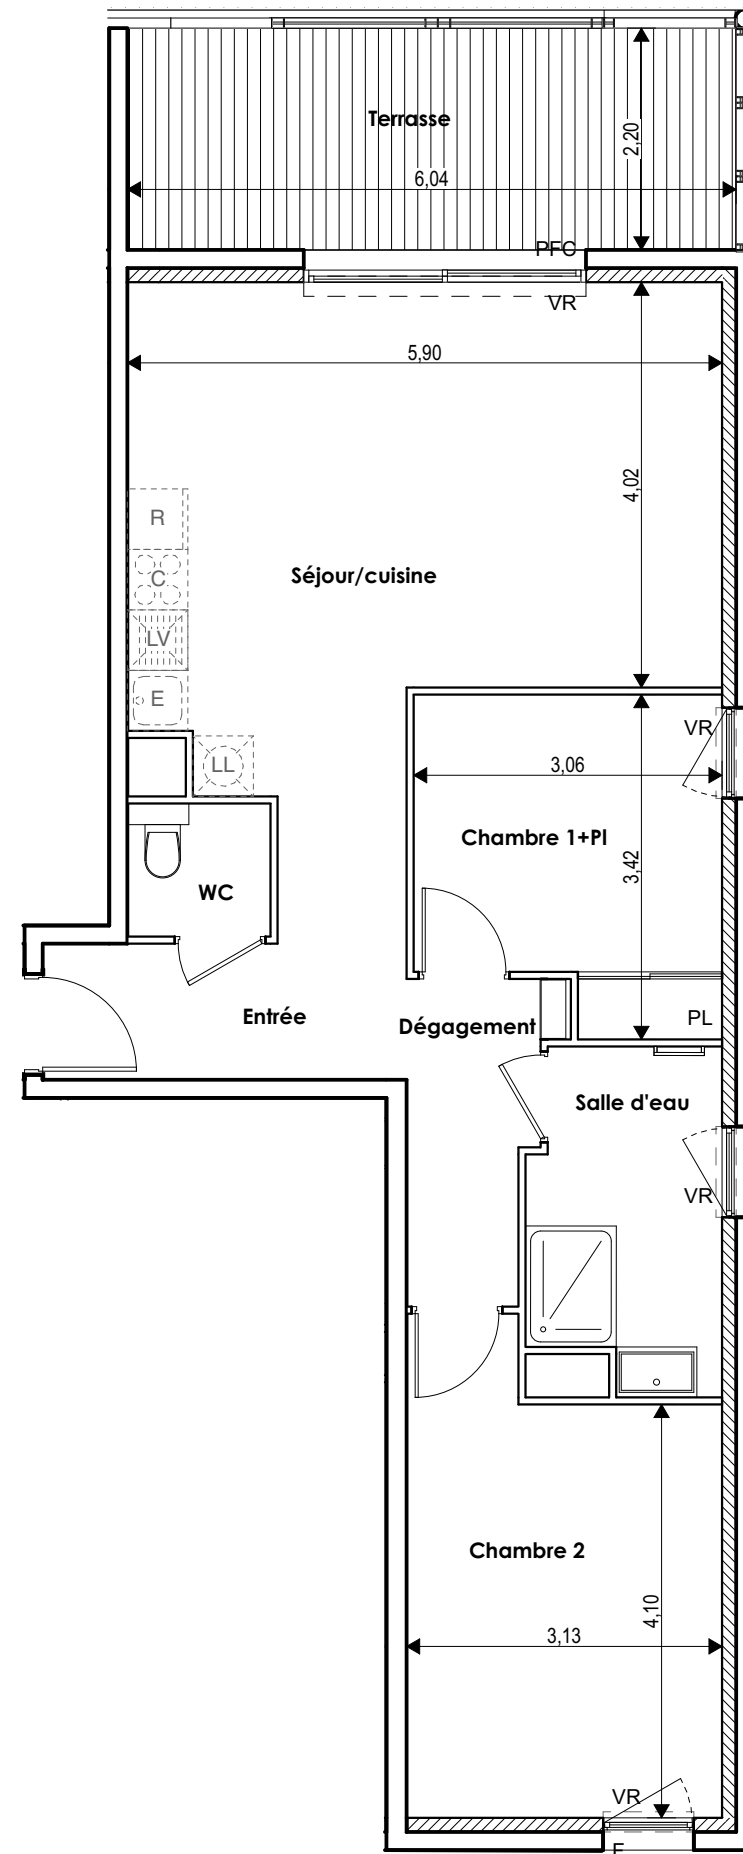 Terrasse
2,20
6,04
PFC
VR
5,90
4,02
R
C
Séjour/cuisine
LV
E
VR
LL
3,06
Chambre 1+Pl
3,42
WC
Entrée
Dégagement
PL
Salle d'eau
VR
Chambre 2
4,10
3,13
VR
F